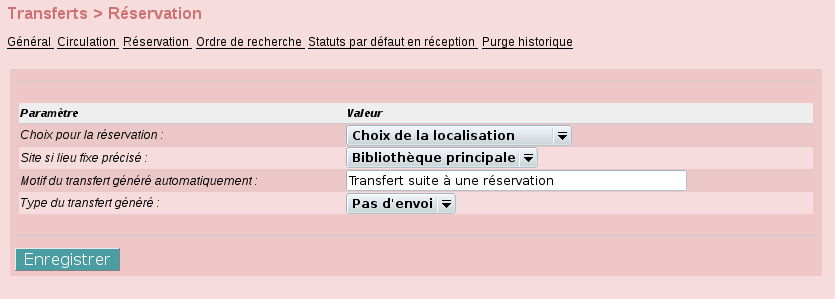 Transferts > Réservation
Général Circulation Réservation Ordre de recherche Statuts par défaut en réception Purge historique
Paramètre Valeur
Choix pour la réservation : Choix de la localisation
Site si lieu fixe précisé : Bibliothèque principale
Motif du transfert généré automatiquement : Transfert suite à une réservation
Type du transfert généré : Pas d'envoi
Enregistrer